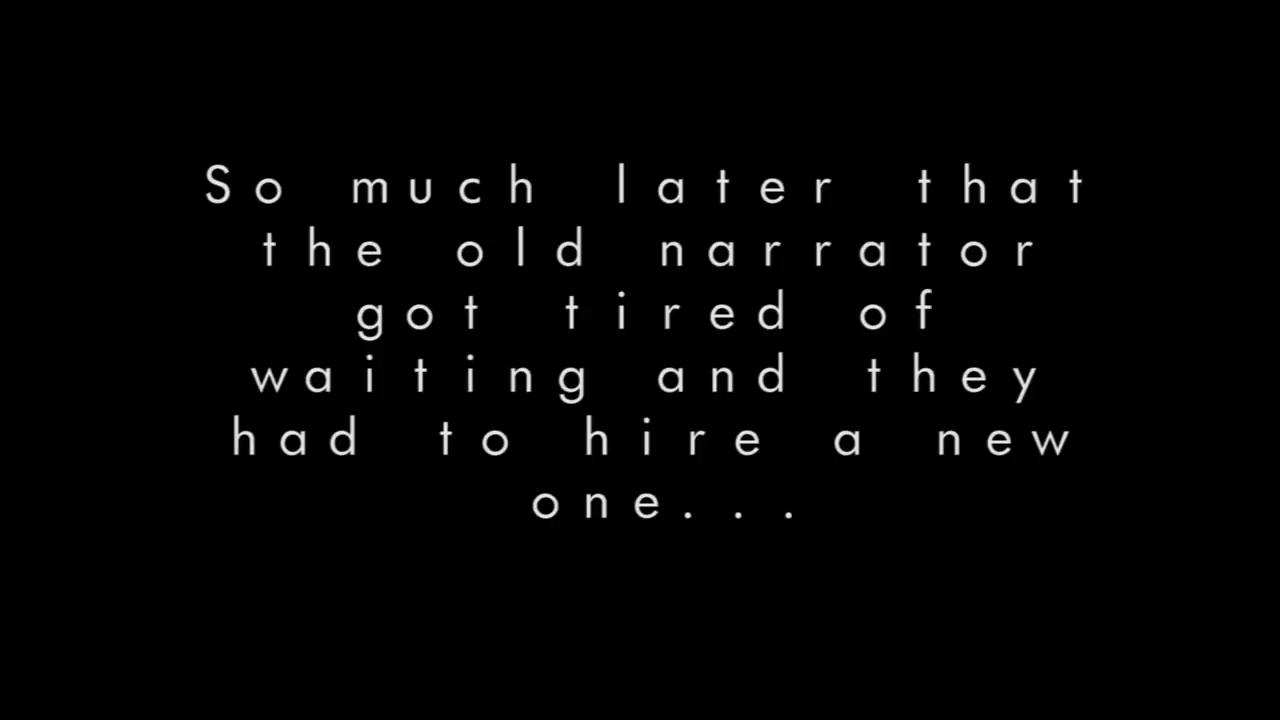 So much later that
the old narrator
got tired of
waiting and they
had to hire a new
one...